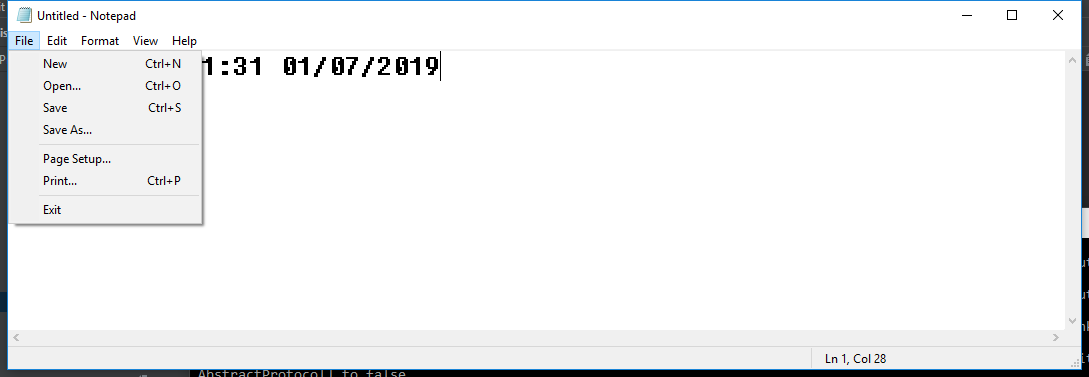 Untitled - Notepad
File Edit Format View Help
1:31 01/07/2019
New Ctrl+N
Open... Ctrl+O
Save Ctrl+S
Save As...
Page Setup...
Print... Ctrl+P
Exit
Ln 1, Col 28
AbstractProtocol] to false